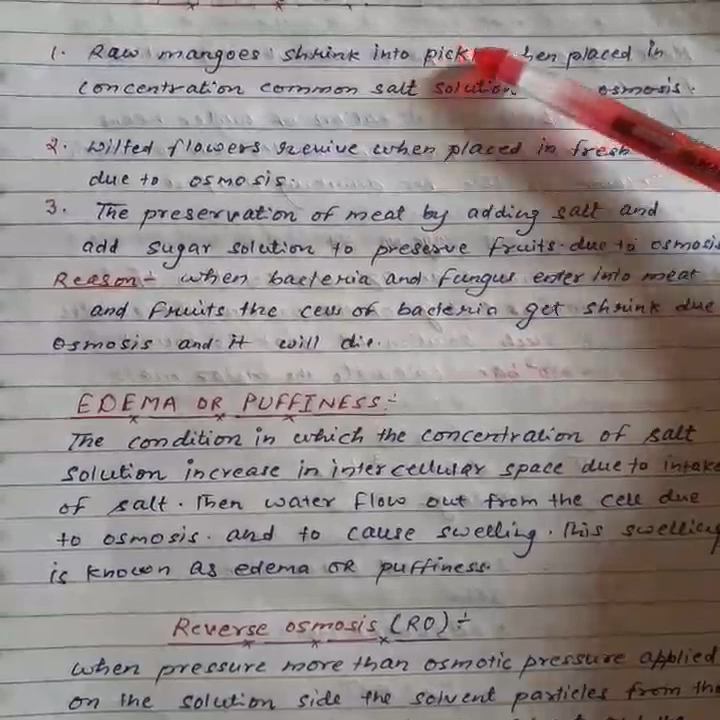 1. Raw mangoes shrink into pick hen placed in
concentration common salt solution. osmosis.
2. Wilted flowers revive when placed in fresh
due to osmosis.
3. The preservation of meat by adding salt and
add sugar solution to preserve fruits due to osmosis
Reason:- when bacteria and fungus enter into meat
and fruits the cell of bacteria get shrink due
osmosis and it will die.
EDEMA OR PUFFINESS:-
The condition in which the concentration of salt
solution increase in intercellular space due to intake
of salt. Then water flow out from the cell due
to osmosis. and to cause swelling. This swelling
is known as edema OR puffiness.
Reverse osmosis (RO):-
when pressure more than osmotic pressure applied
on the solution side the solvent particles from the